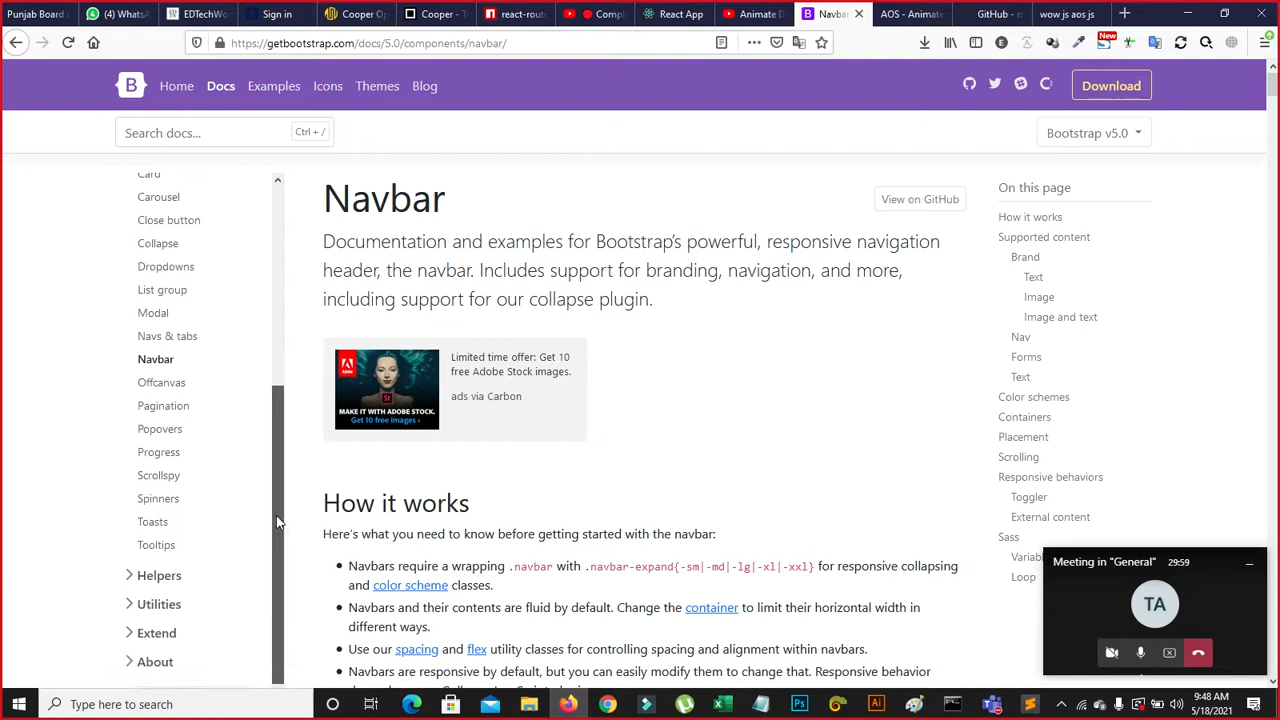 Punjab Board o
(4) Whats
EDTechWo
Sign in
Cooper Op
Cooper - T
react-route
Comple
React App
Animate D
Navbar
AOS - Animate
GitHub - m
wow js aos js
https://getbootstrap.com/docs/5.0/components/navbar/
New
B
Home
Docs
Examples
Icons
Themes
Blog
Download
Search docs...
Ctrl + /
Bootstrap v5.0
Card
Carousel
Close button
Collapse
Dropdowns
List group
Modal
Navs & tabs
Navbar
Offcanvas
Pagination
Popovers
Progress
Scrollspy
Spinners
Toasts
Tooltips
Helpers
Utilities
Extend
About
Navbar
View on GitHub
Documentation and examples for Bootstrap's powerful, responsive navigation
header, the navbar. Includes support for branding, navigation, and more,
including support for our collapse plugin.
Adobe
St
MAKE IT WITH ADOBE STOCK.
Get 10 free images ›
Limited time offer: Get 10
free Adobe Stock images.
ads via Carbon
How it works
Here's what you need to know before getting started with the navbar:
Navbars require a wrapping .navbar with .navbar-expand{-sm|-md|-lg|-xl|-xxl} for responsive collapsing
and color scheme classes.
Navbars and their contents are fluid by default. Change the container to limit their horizontal width in
different ways.
Use our spacing and flex utility classes for controlling spacing and alignment within navbars.
Navbars are responsive by default, but you can easily modify them to change that. Responsive behavior
On this page
How it works
Supported content
Brand
Text
Image
Image and text
Nav
Forms
Text
Color schemes
Containers
Placement
Scrolling
Responsive behaviors
Toggler
External content
Sass
Variab
Loop
Meeting in "General"
29:59
TA
Type here to search
9:48 AM
5/18/2021